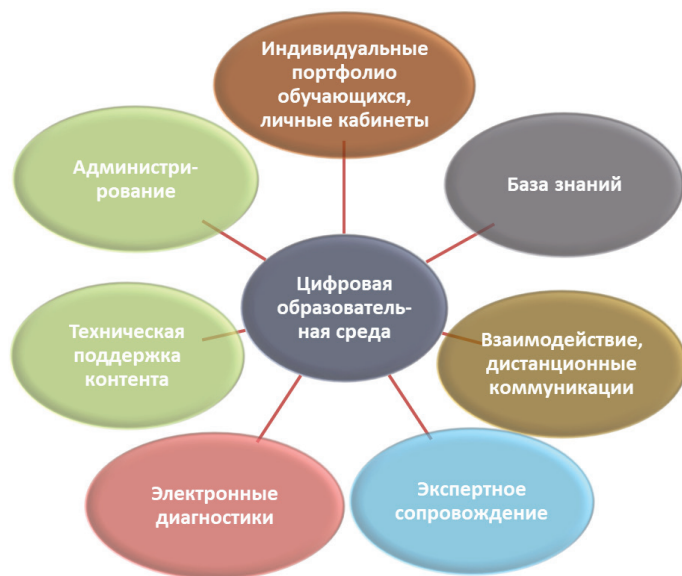 Индивидуальные
портфолио
обучающихся,
личные кабинеты
Администри-
рование
База знаний
Цифровая
образователь-
ная среда
Техническая
поддержка
контента
Взаимодействие,
дистанционные
коммуникации
Электронные
диагностики
Экспертное
сопровождение